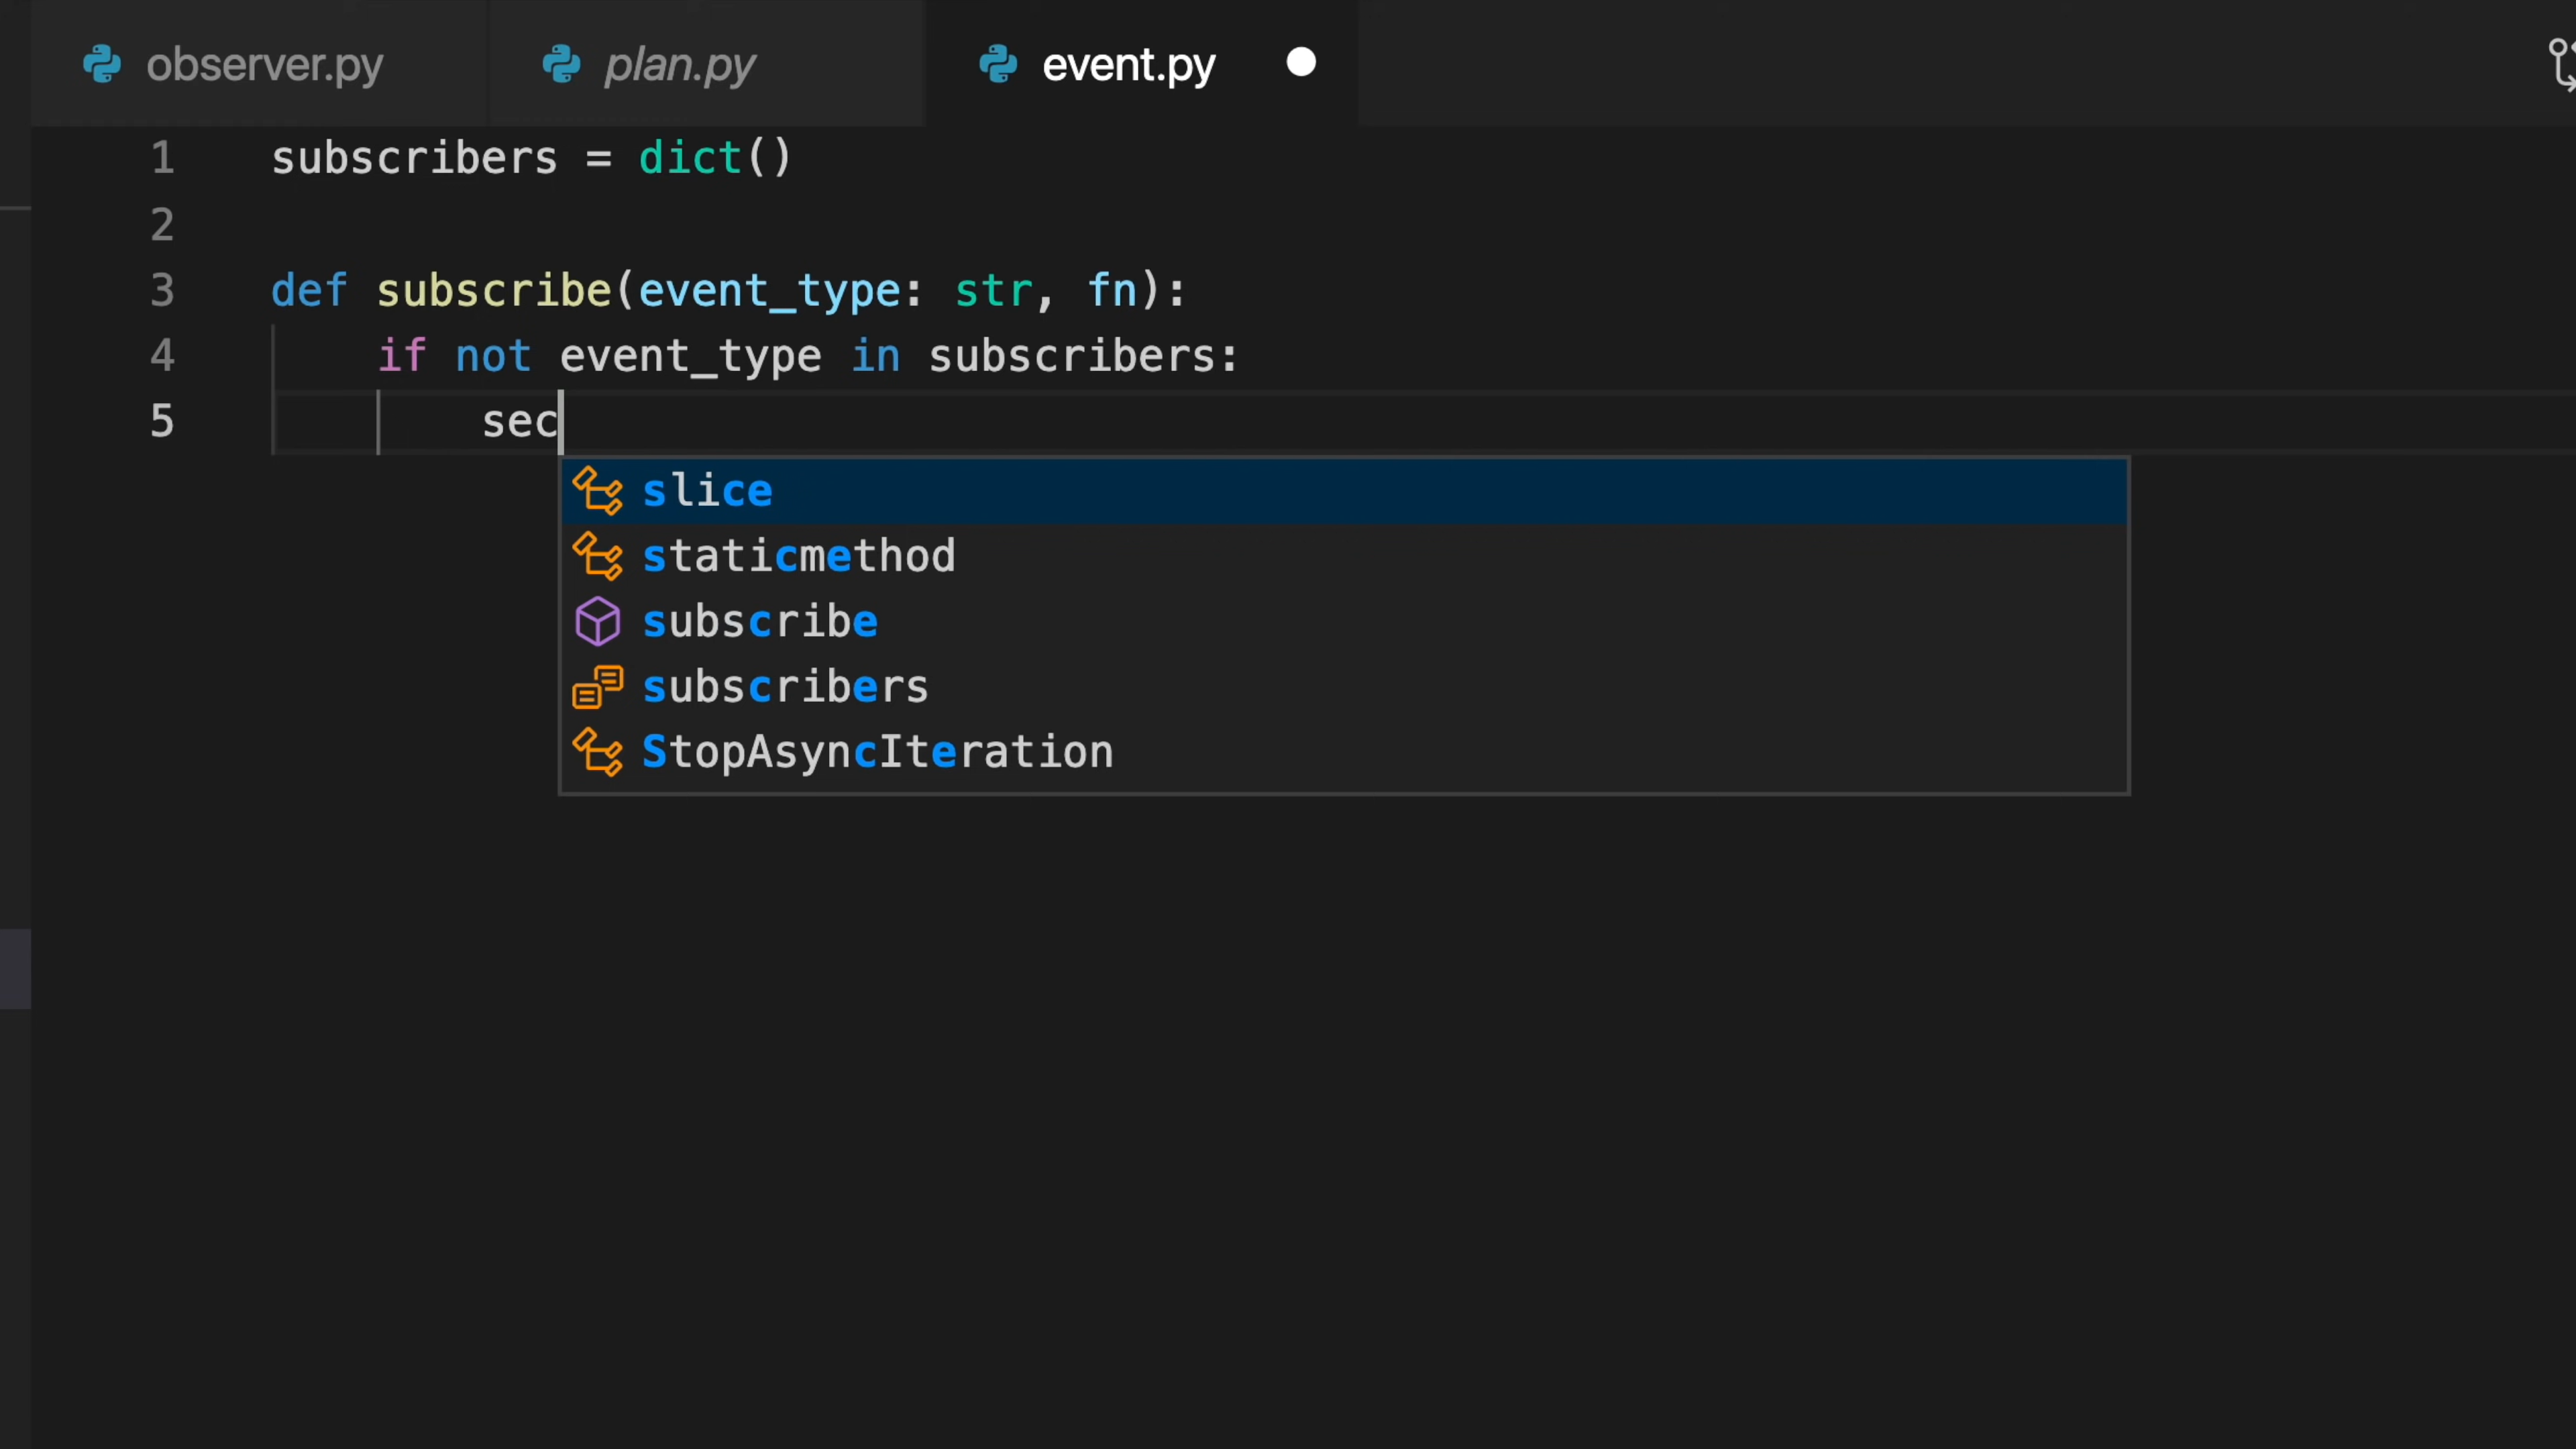 observer.py plan.py event.py
1 subscribers = dict()
2
3 def subscribe(event_type: str, fn):
4 if not event_type in subscribers:
5 sec
slice
staticmethod
subscribe
subscribers
StopAsyncIteration